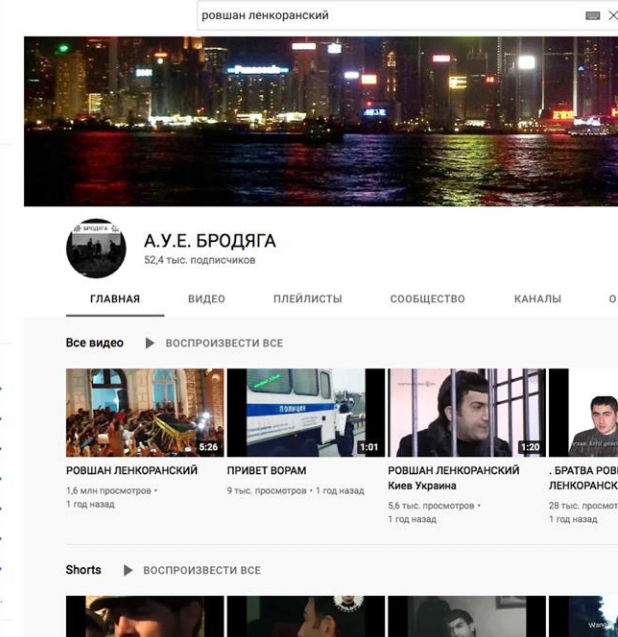 ровшан ленкоранский
Panasonic
БРОДЯГА
А.У.Е. БРОДЯГА
52,4 тыс. подписчиков
ГЛАВНАЯ ВИДЕО ПЛЕЙЛИСТЫ СООБЩЕСТВО КАНАЛЫ О
Все видео ВОСПРОИЗВЕСТИ ВСЕ
ПОЛИЦИЯ
5:26 1:01 1:20
РОВШАН ЛЕНКОРАНСКИЙ ПРИВЕТ ВОРАМ РОВШАН ЛЕНКОРАНСКИЙ . БРАТВА РОВ
Киев Украина ЛЕНКОРАНСК
1,6 млн просмотров • 9 тыс. просмотров • 1 год назад 5,6 тыс. просмотров • 28 тыс. просмот
1 год назад 1 год назад 1 год назад
Shorts ВОСПРОИЗВЕСТИ ВСЕ